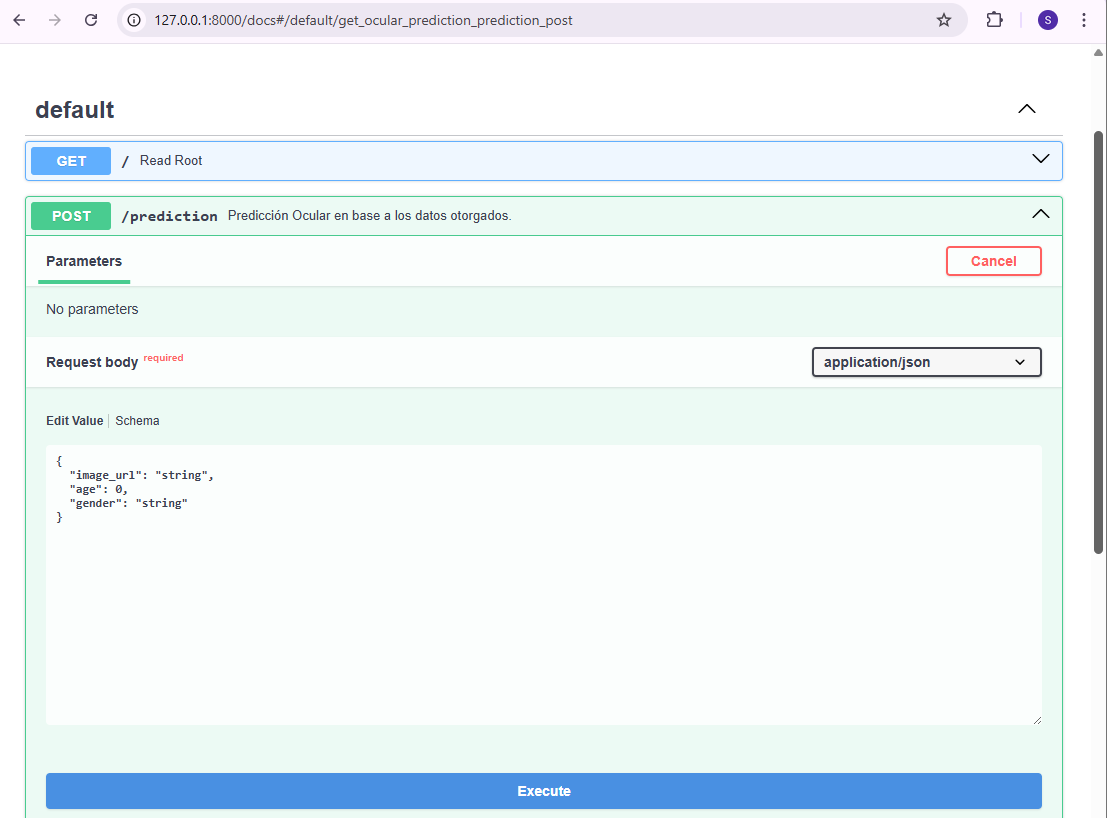 127.0.0.1:8000/docs#/default/get_ocular_prediction_prediction_post
S
default
GET / Read Root
POST /prediction Predicción Ocular en base a los datos otorgados.
Parameters Cancel
No parameters
Request body required application/json
Edit Value Schema
{
"image_url": "string",
"age": 0,
"gender": "string"
}
Execute